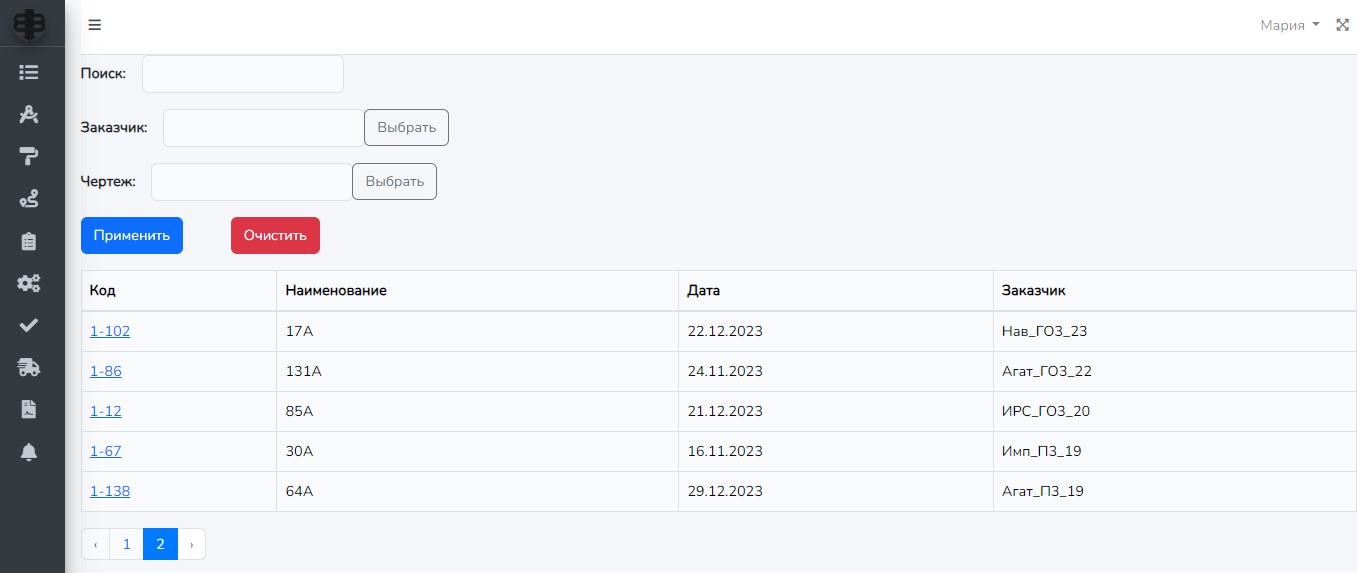 Мария
Поиск:
Заказчик: Выбрать
Чертеж: Выбрать
Применить Очистить
Код Наименование Дата Заказчик
1-102 17А 22.12.2023 Нав_ГОЗ_23
1-86 131А 24.11.2023 Агат_ГОЗ_22
1-12 85А 21.12.2023 ИРС_ГОЗ_20
1-67 30А 16.11.2023 Имп_ПЗ_19
1-138 64А 29.12.2023 Агат_ПЗ_19
‹ 1 2 ›